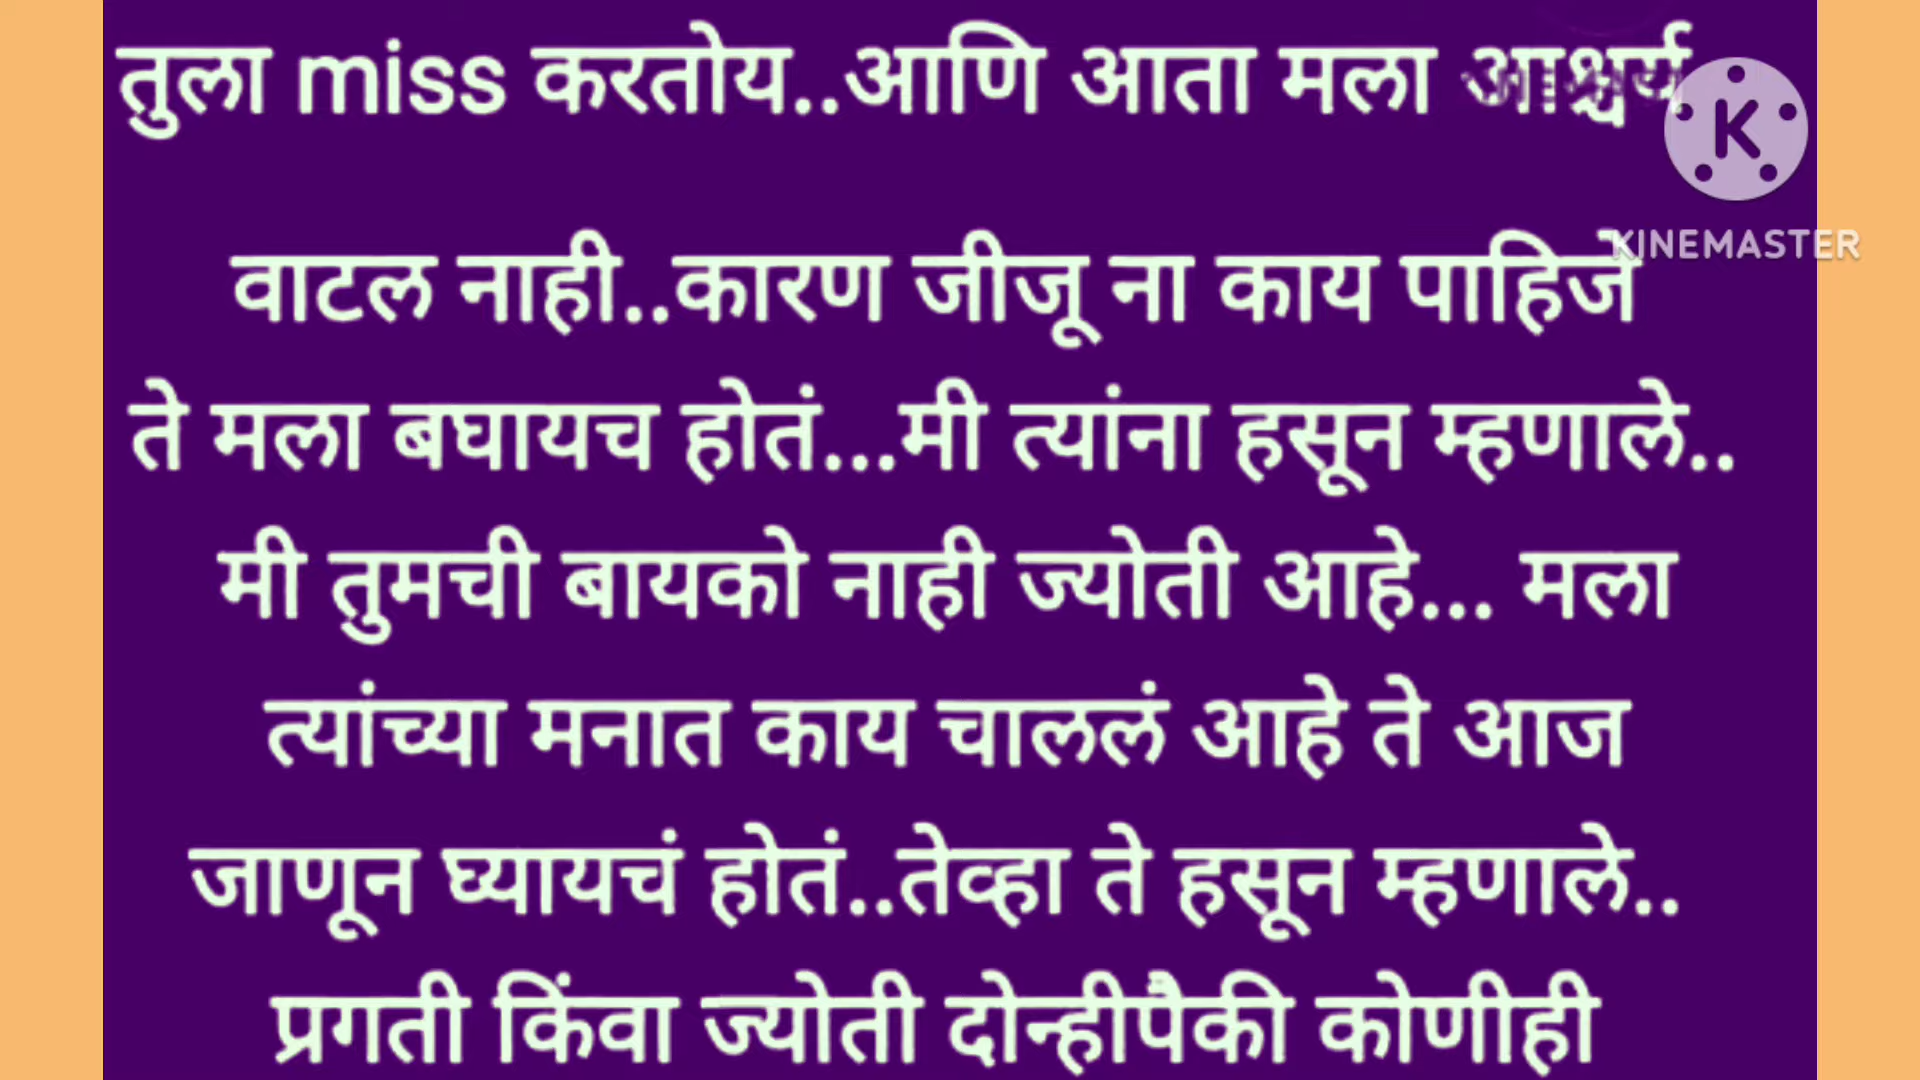 तुला miss करतोय..आणि आता मला आश्चर्य
K
KINEMASTER
वाटल नाही..कारण जीजू ना काय पाहिजे
ते मला बघायच होतं...मी त्यांना हसून म्हणाले..
मी तुमची बायको नाही ज्योती आहे... मला
त्यांच्या मनात काय चाललं आहे ते आज
जाणून घ्यायचं होतं..तेव्हा ते हसून म्हणाले..
प्रगती किंवा ज्योती दोन्हीपैकी कोणीही